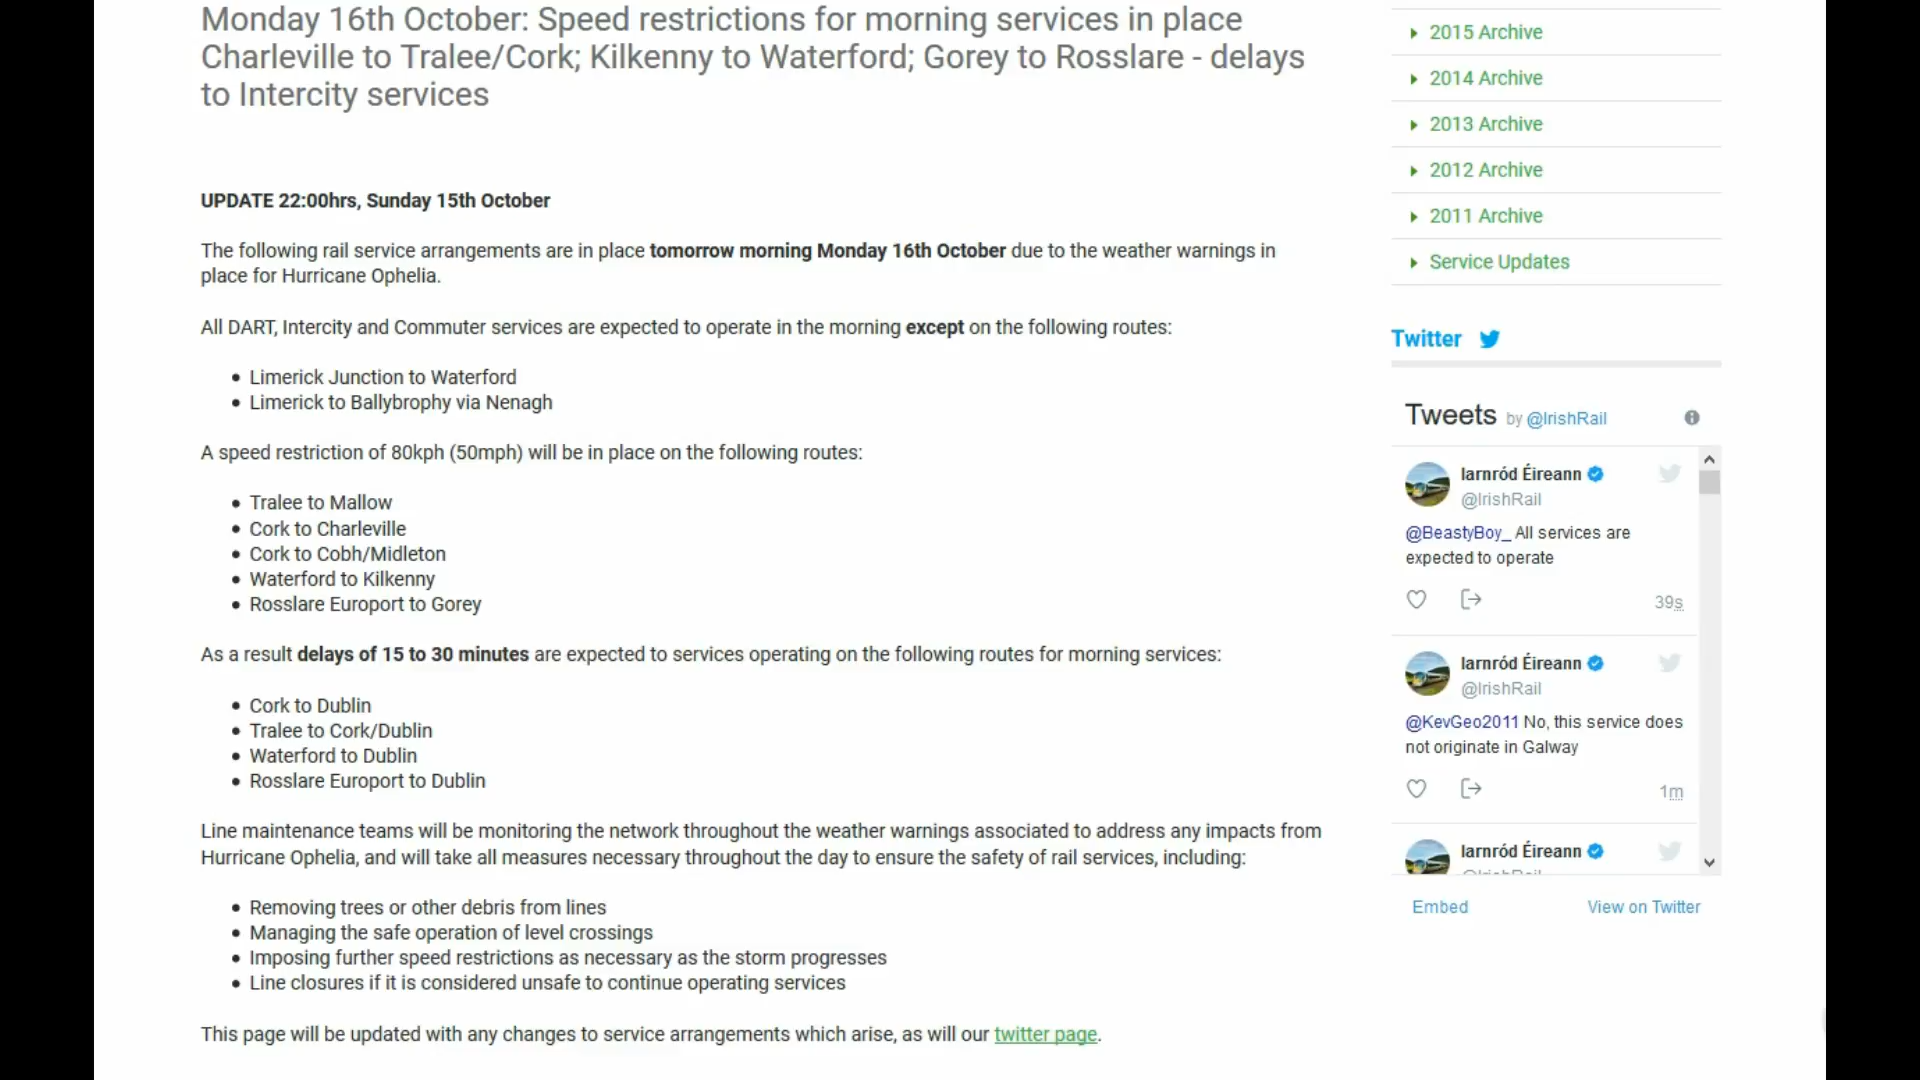 Monday 16th October: Speed restrictions for morning services in place
Charleville to Tralee/Cork; Kilkenny to Waterford; Gorey to Rosslare - delays
to Intercity services
UPDATE 22:00hrs, Sunday 15th October
The following rail service arrangements are in place tomorrow morning Monday 16th October due to the weather warnings in
place for Hurricane Ophelia.
All DART, Intercity and Commuter services are expected to operate in the morning except on the following routes:
Limerick Junction to Waterford
Limerick to Ballybrophy via Nenagh
A speed restriction of 80kph (50mph) will be in place on the following routes:
Tralee to Mallow
Cork to Charleville
Cork to Cobh/Midleton
Waterford to Kilkenny
Rosslare Europort to Gorey
As a result delays of 15 to 30 minutes are expected to services operating on the following routes for morning services:
Cork to Dublin
Tralee to Cork/Dublin
Waterford to Dublin
Rosslare Europort to Dublin
Line maintenance teams will be monitoring the network throughout the weather warnings associated to address any impacts from
Hurricane Ophelia, and will take all measures necessary throughout the day to ensure the safety of rail services, including:
Removing trees or other debris from lines
Managing the safe operation of level crossings
Imposing further speed restrictions as necessary as the storm progresses
Line closures if it is considered unsafe to continue operating services
This page will be updated with any changes to service arrangements which arise, as will our twitter page.
2015 Archive
2014 Archive
2013 Archive
2012 Archive
2011 Archive
Service Updates
Twitter
Tweets by @IrishRail
Iarnród Éireann
@IrishRail
@BeastyBoy_ All services are
expected to operate
39s
Iarnród Éireann
@IrishRail
@KevGeo2011 No, this service does
not originate in Galway
1m
Iarnród Éireann
@IrishRail
Embed
View on Twitter